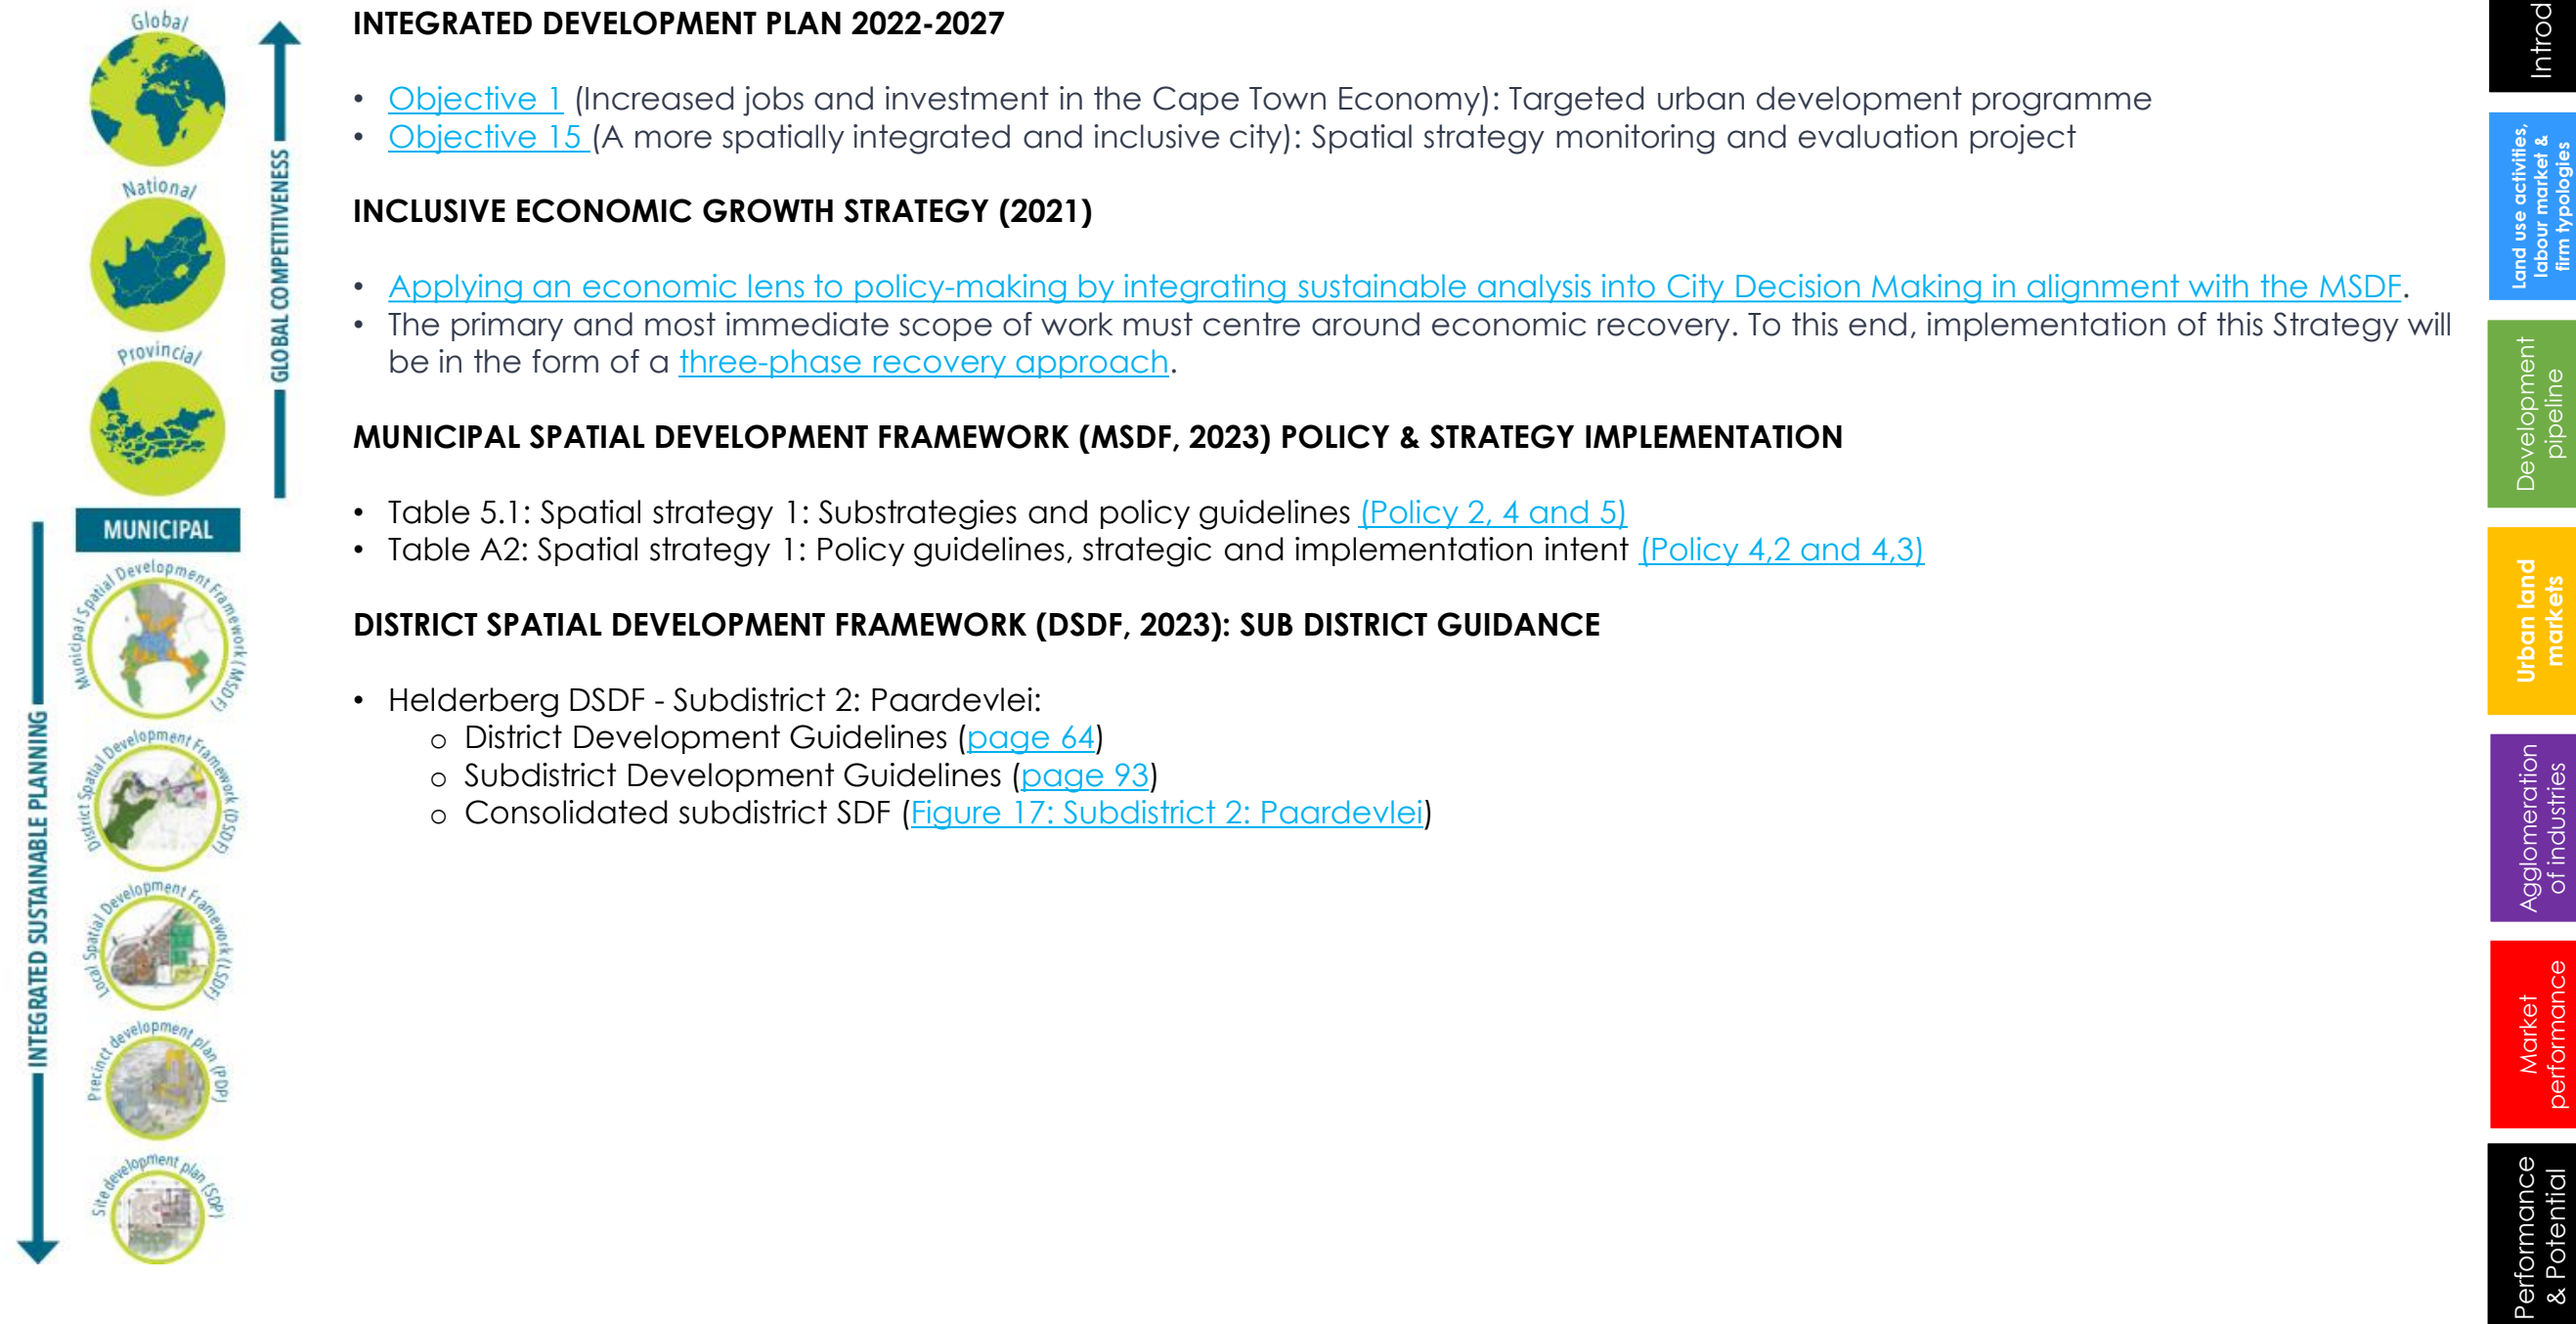 Global
National
Provincial
GLOBAL COMPETITIVENESS
MUNICIPAL
Municipal Spatial Development Framework (MSDF)
District Spatial Development Framework (DSDF)
Local Spatial Development Framework (LSDF)
Precinct development plan (PDP)
Site development plan (SDP)
INTEGRATED SUSTAINABLE PLANNING
INTEGRATED DEVELOPMENT PLAN 2022-2027
• Objective 1 (Increased jobs and investment in the Cape Town Economy): Targeted urban development programme
• Objective 15 (A more spatially integrated and inclusive city): Spatial strategy monitoring and evaluation project
INCLUSIVE ECONOMIC GROWTH STRATEGY (2021)
• Applying an economic lens to policy-making by integrating sustainable analysis into City Decision Making in alignment with the MSDF.
• The primary and most immediate scope of work must centre around economic recovery. To this end, implementation of this Strategy will
be in the form of a three-phase recovery approach.
MUNICIPAL SPATIAL DEVELOPMENT FRAMEWORK (MSDF, 2023) POLICY & STRATEGY IMPLEMENTATION
• Table 5.1: Spatial strategy 1: Substrategies and policy guidelines (Policy 2, 4 and 5)
• Table A2: Spatial strategy 1: Policy guidelines, strategic and implementation intent (Policy 4,2 and 4,3)
DISTRICT SPATIAL DEVELOPMENT FRAMEWORK (DSDF, 2023): SUB DISTRICT GUIDANCE
• Helderberg DSDF - Subdistrict 2: Paardevlei:
o District Development Guidelines (page 64)
o Subdistrict Development Guidelines (page 93)
o Consolidated subdistrict SDF (Figure 17: Subdistrict 2: Paardevlei)
Introd
Land use activities,
labour market &
firm typologies
Development
pipeline
Urban land
markets
Agglomeration
of industries
Market
performance
Performance
& Potential